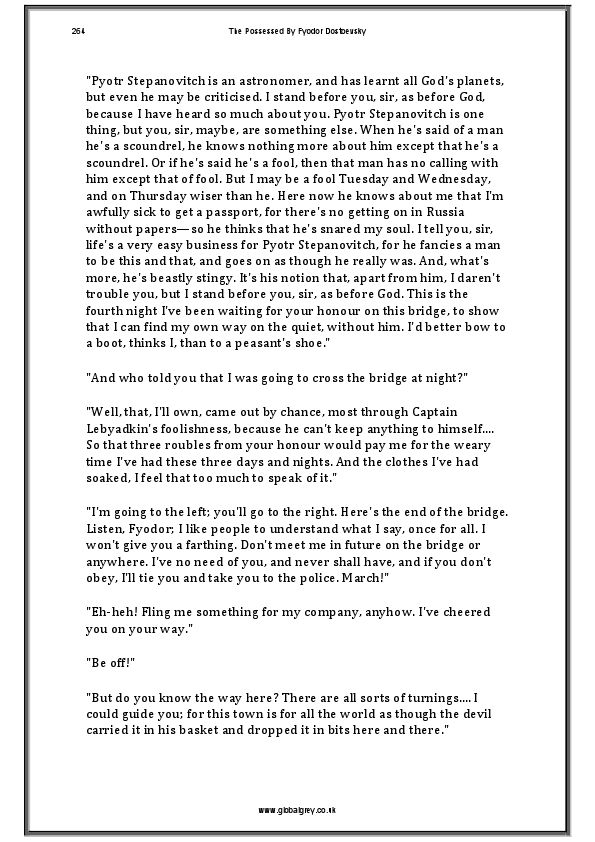 264 The Possessed By Fyodor Dostoevsky
"Pyotr Stepanovitch is an astronomer, and has learnt all God's planets,
but even he may be criticised. I stand before you, sir, as before God,
because I have heard so much about you. Pyotr Stepanovitch is one
thing, but you, sir, maybe, are something else. When he's said of a man
he's a scoundrel, he knows nothing more about him except that he's a
scoundrel. Or if he's said he's a fool, then that man has no calling with
him except that of fool. But I may be a fool Tuesday and Wednesday,
and on Thursday wiser than he. Here now he knows about me that I'm
awfully sick to get a passport, for there's no getting on in Russia
without papers—so he thinks that he's snared my soul. I tell you, sir,
life's a very easy business for Pyotr Stepanovitch, for he fancies a man
to be this and that, and goes on as though he really was. And, what's
more, he's beastly stingy. It's his notion that, apart from him, I daren't
trouble you, but I stand before you, sir, as before God. This is the
fourth night I've been waiting for your honour on this bridge, to show
that I can find my own way on the quiet, without him. I'd better bow to
a boot, thinks I, than to a peasant's shoe."
"And who told you that I was going to cross the bridge at night?"
"Well, that, I'll own, came out by chance, most through Captain
Lebyadkin's foolishness, because he can't keep anything to himself....
So that three roubles from your honour would pay me for the weary
time I've had these three days and nights. And the clothes I've had
soaked, I feel that too much to speak of it."
"I'm going to the left; you'll go to the right. Here's the end of the bridge.
Listen, Fyodor; I like people to understand what I say, once for all. I
won't give you a farthing. Don't meet me in future on the bridge or
anywhere. I've no need of you, and never shall have, and if you don't
obey, I'll tie you and take you to the police. March!"
"Eh-heh! Fling me something for my company, anyhow. I've cheered
you on your way."
"Be off!"
"But do you know the way here? There are all sorts of turnings.... I
could guide you; for this town is for all the world as though the devil
carried it in his basket and dropped it in bits here and there."
www.globalgrey.co.uk